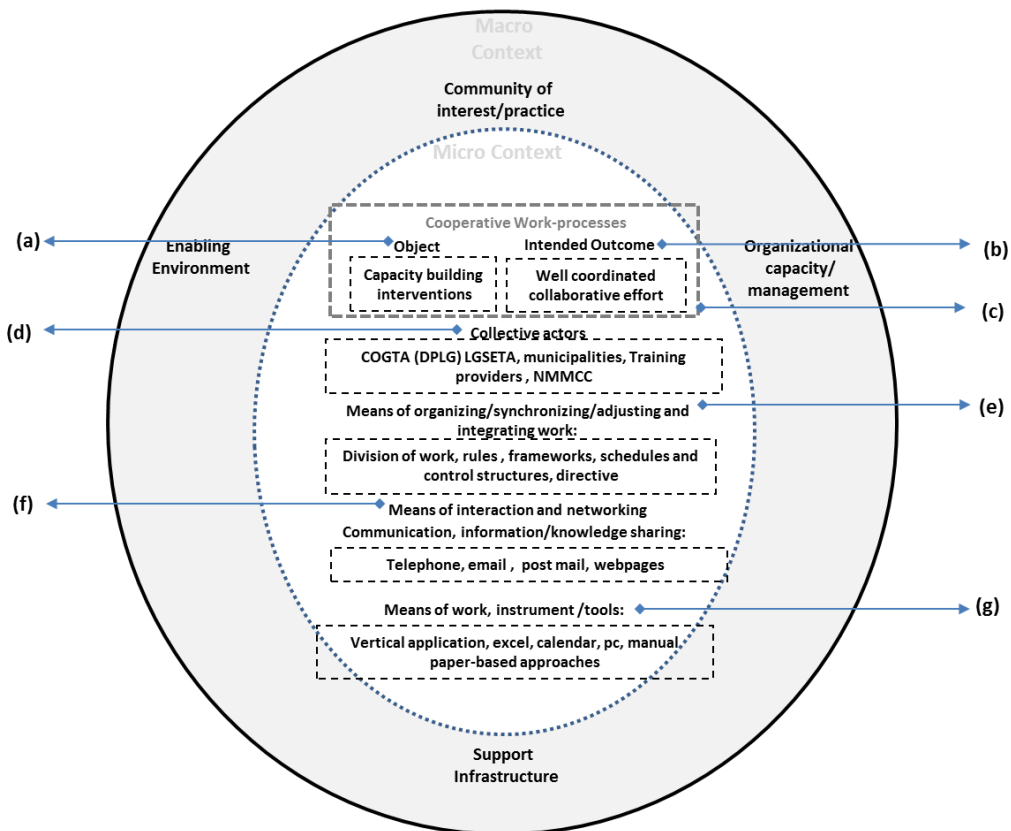 Macro
Context
Community of
interest/practice
Micro Context
Cooperative Work-processes
(a)
Enabling
Environment
Object
Intended Outcome
Organizational
capacity/
management
(b)
Capacity building
interventions
Well coordinated
collaborative effort
(c)
(d)
Collective actors
COGTA (DPLG) LGSETA, municipalities, Training
providers , NMMCC
Means of organizing/synchronizing/adjusting and
integrating work:
(e)
Division of work, rules , frameworks, schedules and
control structures, directive
(f)
Means of interaction and networking
Communication, information/knowledge sharing:
Telephone, email , post mail, webpages
Means of work, instrument /tools:
(g)
Vertical application, excel, calendar, pc, manual
paper-based approaches
Support
Infrastructure